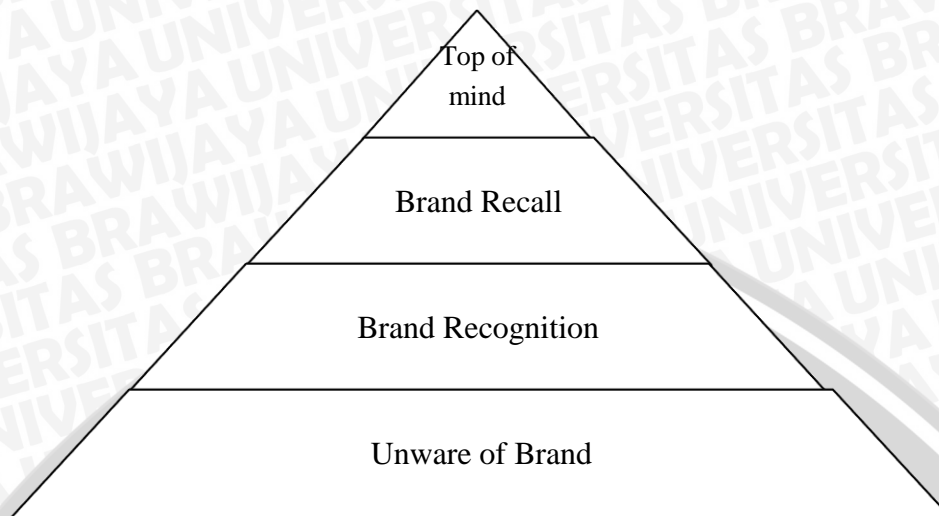 Top of
mind
Brand Recall
Brand Recognition
Unware of Brand